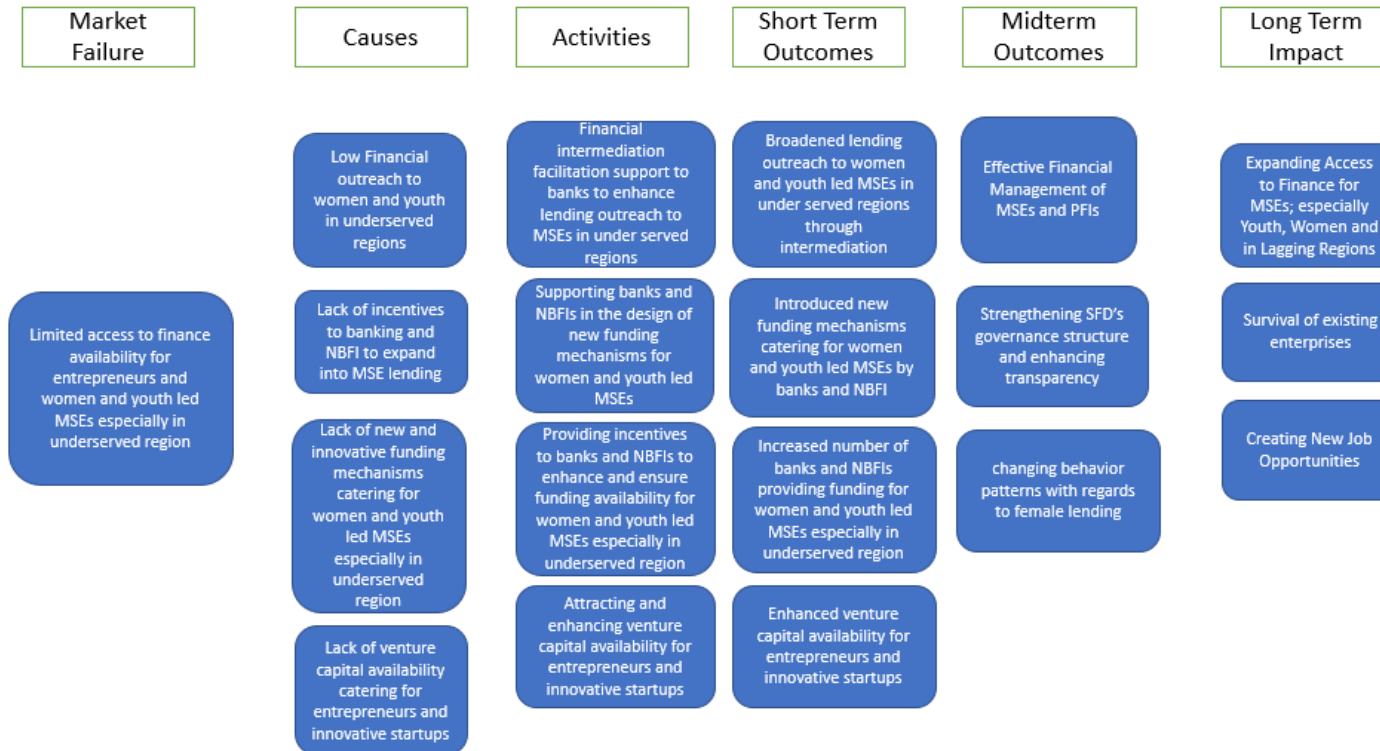 Market
Failure
Causes
Activities
Short Term
Outcomes
Midterm
Outcomes
Long Term
Impact
Limited access to finance
availability for
entrepreneurs and
women and youth led
MSEs especially in
underserved region
Low Financial
outreach to
women and youth
in underserved
regions
Lack of incentives
to banking and
NBFI to expand
into MSE lending
Lack of new and
innovative funding
mechanisms
catering for
women and youth
led MSEs
especially in
underserved
region
Lack of venture
capital availability
catering for
entrepreneurs and
innovative startups
Financial
intermediation
facilitation support to
banks to enhance
lending outreach to
MSEs in under served
regions
Supporting banks and
NBFIs in the design of
new funding
mechanisms for
women and youth led
MSEs
Providing incentives
to banks and NBFIs to
enhance and ensure
funding availability for
women and youth led
MSEs especially in
underserved region
Attracting and
enhancing venture
capital availability for
entrepreneurs and
innovative startups
Broadened lending
outreach to women
and youth led MSEs in
under served regions
through
intermediation
Introduced new
funding mechanisms
catering for women
and youth led MSEs by
banks and NBFI
Increased number of
banks and NBFIs
providing funding for
women and youth led
MSEs especially in
underserved region
Enhanced venture
capital availability for
entrepreneurs and
innovative startups
Effective Financial
Management of
MSEs and PFIs
Strengthening SFD's
governance structure
and enhancing
transparency
changing behavior
patterns with regards
to female lending
Expanding Access
to Finance for
MSEs; especially
Youth, Women and
in Lagging Regions
Survival of existing
enterprises
Creating New Job
Opportunities